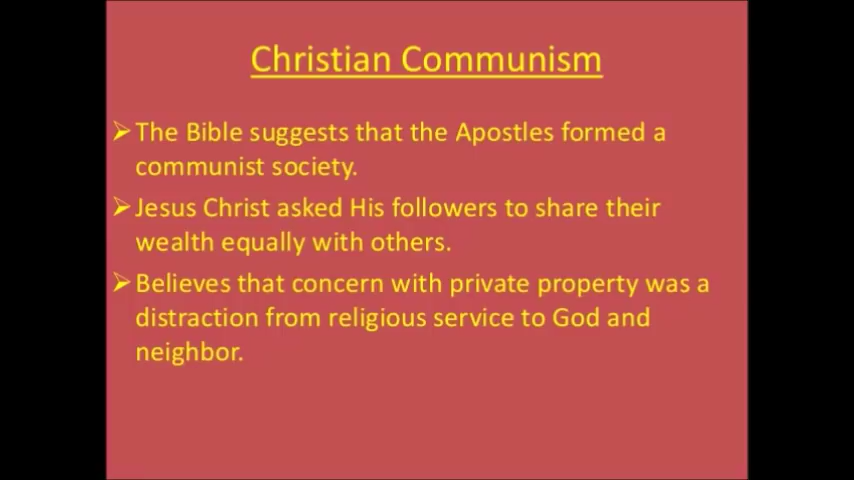 Christian Communism
➢The Bible suggests that the Apostles formed a
communist society.
➢Jesus Christ asked His followers to share their
wealth equally with others.
➢Believes that concern with private property was a
distraction from religious service to God and
neighbor.